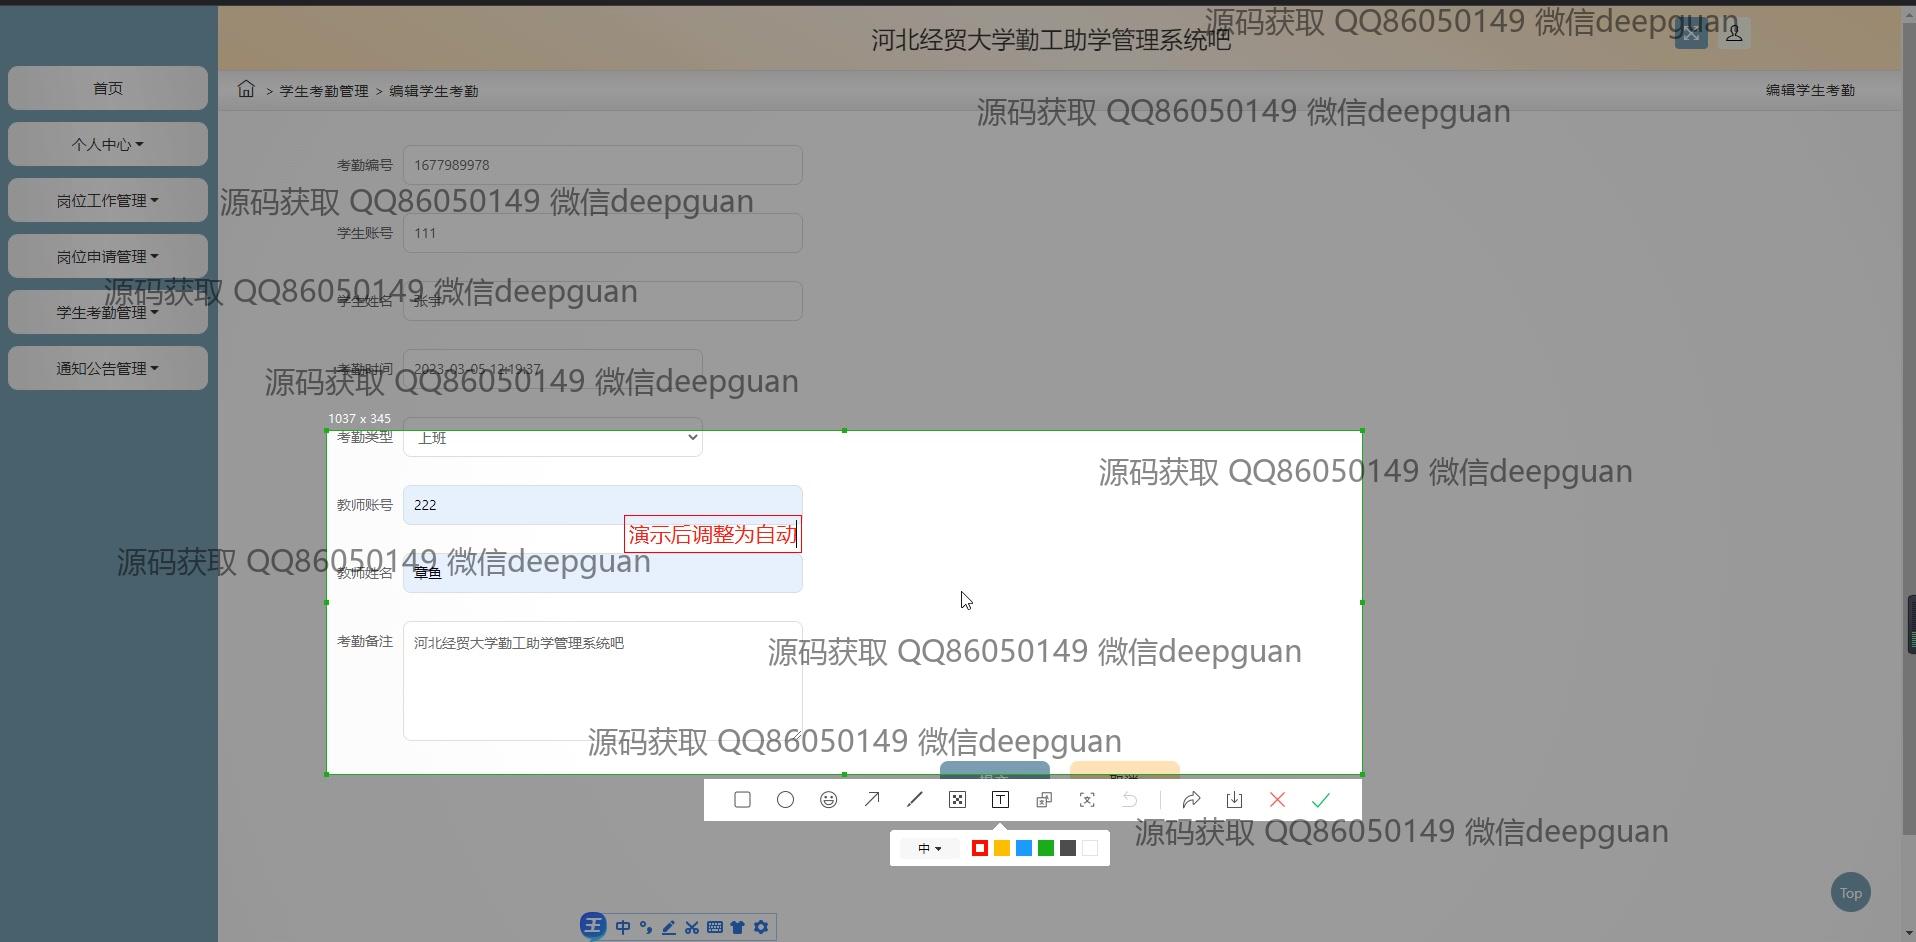 源码获取 QQ86050149 微信deepguan
河北经贸大学勤工助学管理系统吧
首页
> 学生考勤管理 > 编辑学生考勤
编辑学生考勤
源码获取 QQ86050149 微信deepguan
个人中心
考勤编号 1677989978
岗位工作管理
源码获取 QQ86050149 微信deepguan
学生账号 111
岗位申请管理
源码获取 QQ86050149 微信deepguan
学生姓名 张宇
学生考勤管理
考勤时间 2023-03-05 12:19:37
通知公告管理
源码获取 QQ86050149 微信deepguan
1037 x 345
考勤类型 上班
源码获取 QQ86050149 微信deepguan
教师账号 222
演示后调整为自动
源码获取 QQ86050149 微信deepguan
教师姓名 章鱼
考勤备注 河北经贸大学勤工助学管理系统吧
源码获取 QQ86050149 微信deepguan
源码获取 QQ86050149 微信deepguan
提交 取消
源码获取 QQ86050149 微信deepguan
中
Top
王 中